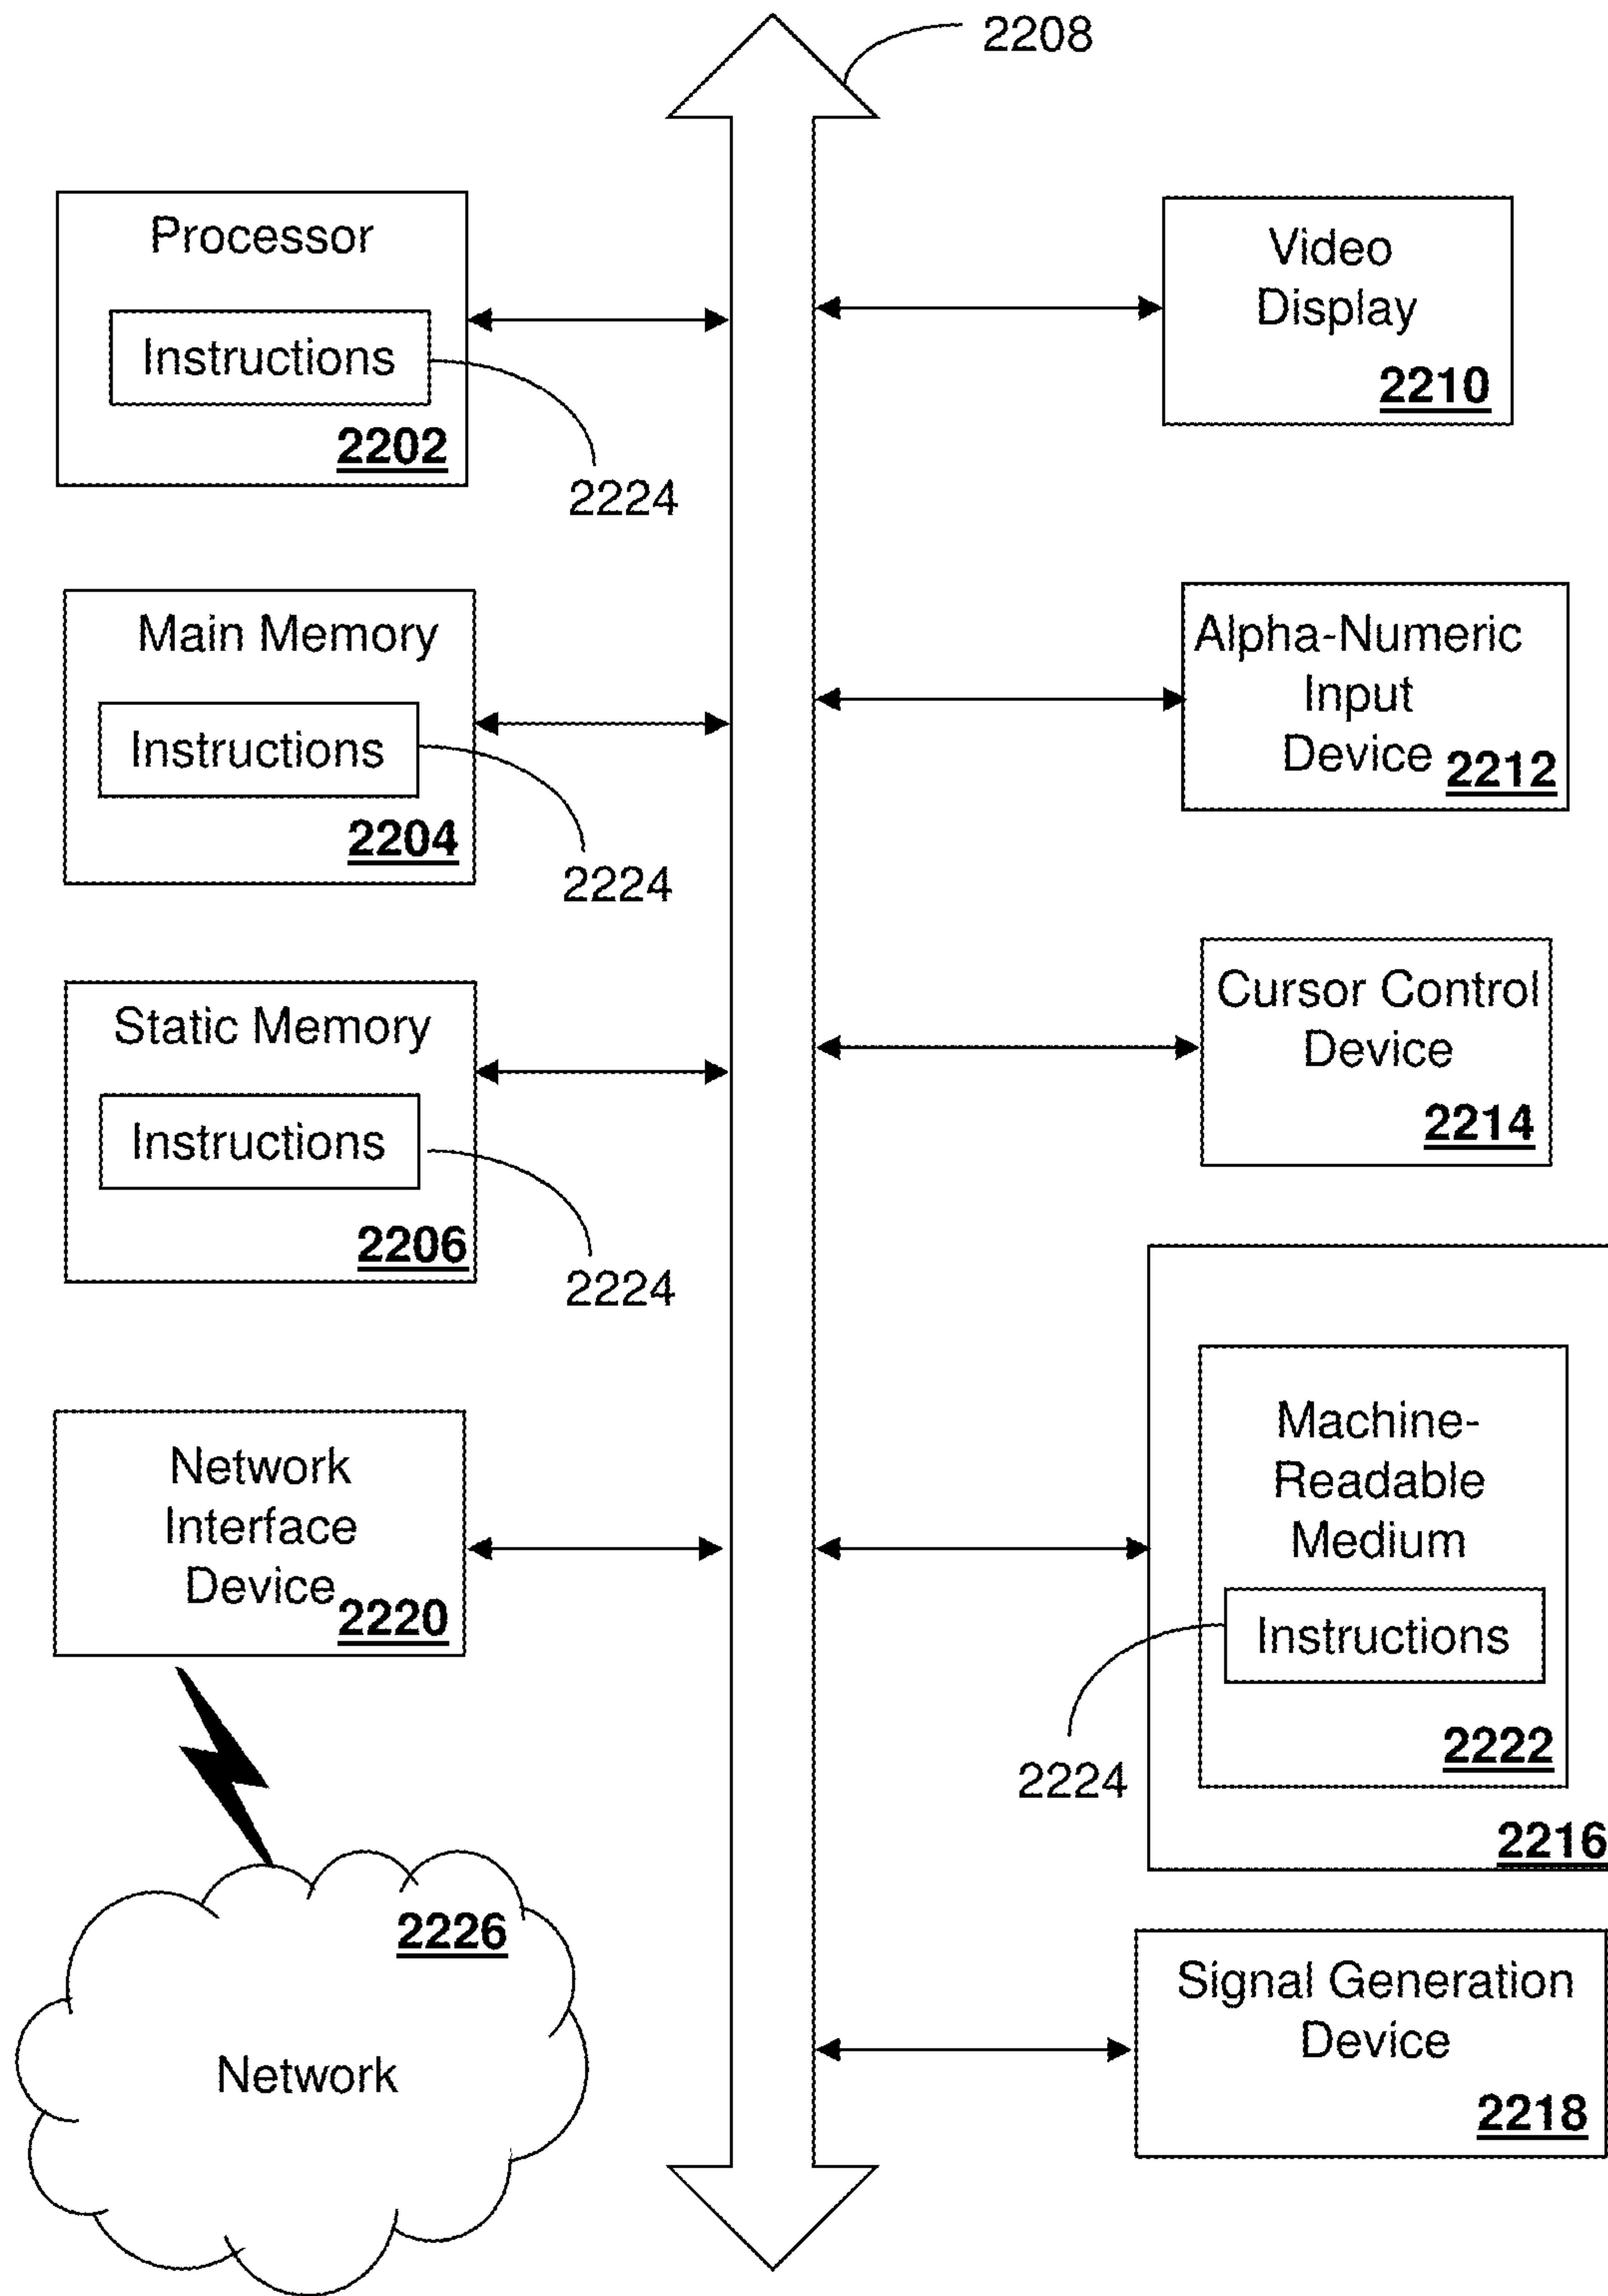 2208
Processor
Instructions
2202
2224
Video
Display
2210
Main Memory
Instructions
2204
2224
Alpha-Numeric
Input
Device 2212
Static Memory
Instructions
2206
2224
Cursor Control
Device
2214
Network
Interface
Device 2220
Machine-
Readable
Medium
Instructions
2222
2224
2216
2226
Network
Signal Generation
Device
2218